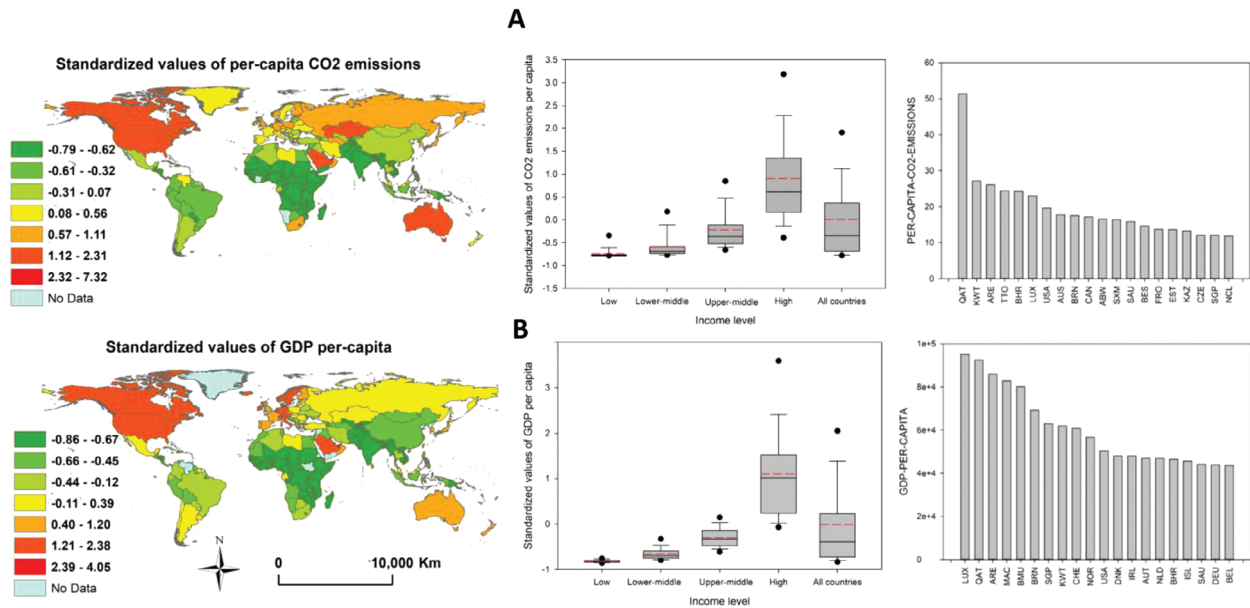 A
Standardized values of per-capita CO2 emissions
-0.79 - -0.62
-0.61 - -0.32
-0.31 - 0.07
0.08 - 0.56
0.57 - 1.11
1.12 - 2.31
2.32 - 7.32
No Data
Standardized values of CO2 emissions per capita
3.5
3.0
2.5
2.0
1.5
1.0
0.5
0.0
-0.5
-1.0
-1.5
Low Lower-middle Upper-middle High All countries
Income level
PER-CAPITA-CO2-EMISSIONS
60
50
40
30
20
10
0
QAT KWT ARE TTO BHR LUX USA AUS BRN CAN ABW SXM SAU BES FRO EST KAZ CZE SGP NCL
B
Standardized values of GDP per-capita
-0.86 - -0.67
-0.66 - -0.45
-0.44 - -0.12
-0.11 - 0.39
0.40 - 1.20
1.21 - 2.38
2.39 - 4.05
No Data
N
0 10,000 Km
Standardized values of GDP per capita
3
2
1
0
-1
Low Lower-middle Upper-middle High All countries
Income level
GDP-PER-CAPITA
1e+5
8e+4
6e+4
4e+4
2e+4
0
LUX QAT ARE MAC BMU BRN SGP KWT CHE NOR USA DNK IRL AUT NLD BHR ISL SAU DEU BEL